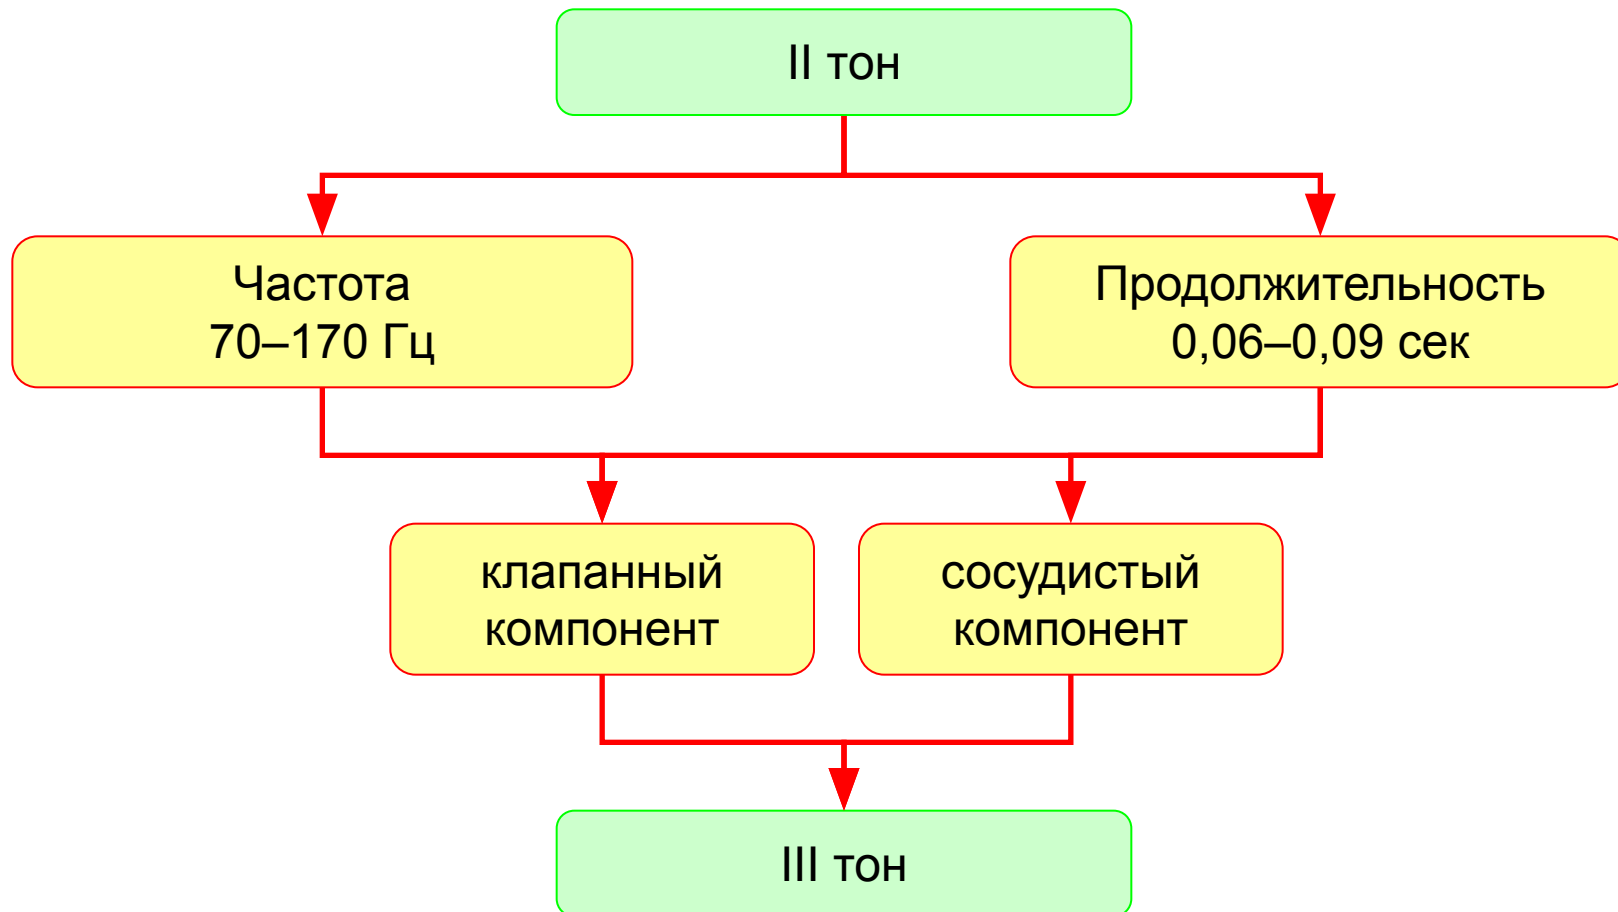 II тон
Частота
70–170 Гц
Продолжительность
0,06–0,09 сек
клапанный
компонент
сосудистый
компонент
III тон